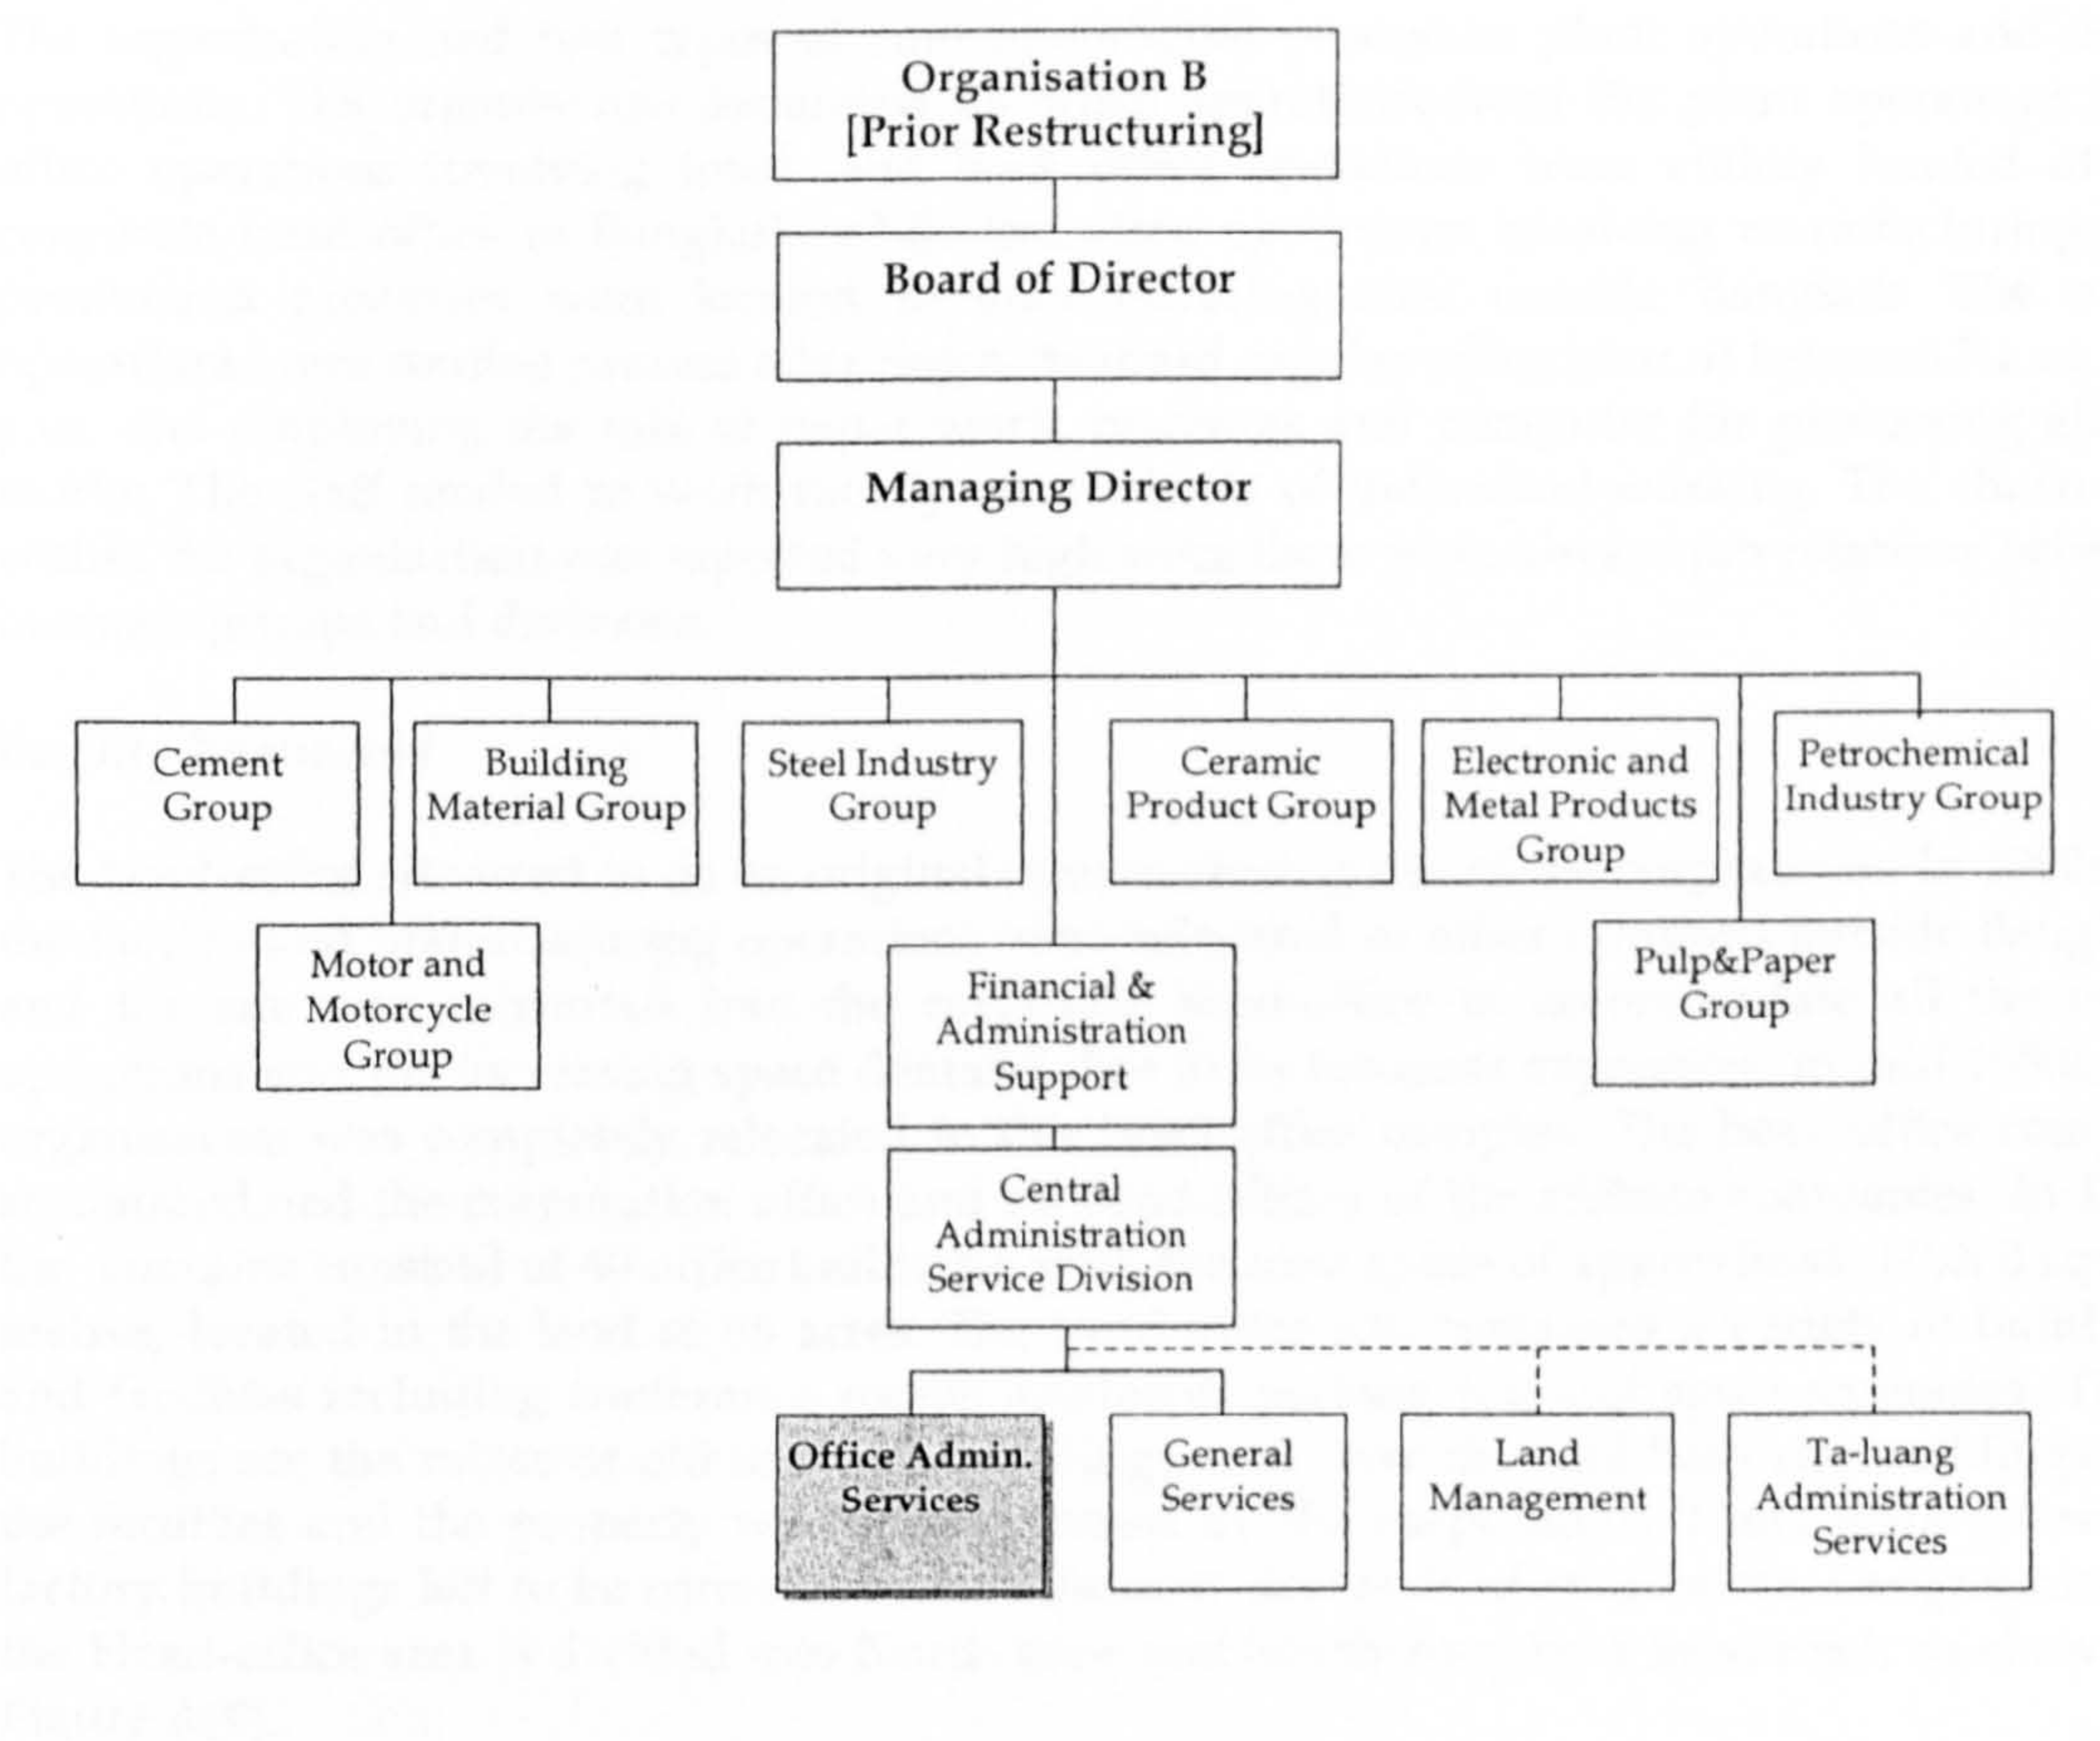 Organisation B
[Prior Restructuring]
Board of Director
Managing Director
Cement
Group
Building
Material Group
Steel Industry
Group
Ceramic
Product Group
Electronic and
Metal Products
Group
Petrochemical
Industry Group
Motor and
Motorcycle
Group
Financial &
Administration
Support
Pulp&Paper
Group
Central
Administration
Service Division
Office Admin.
Services
General
Services
Land
Management
Ta-luang
Administration
Services